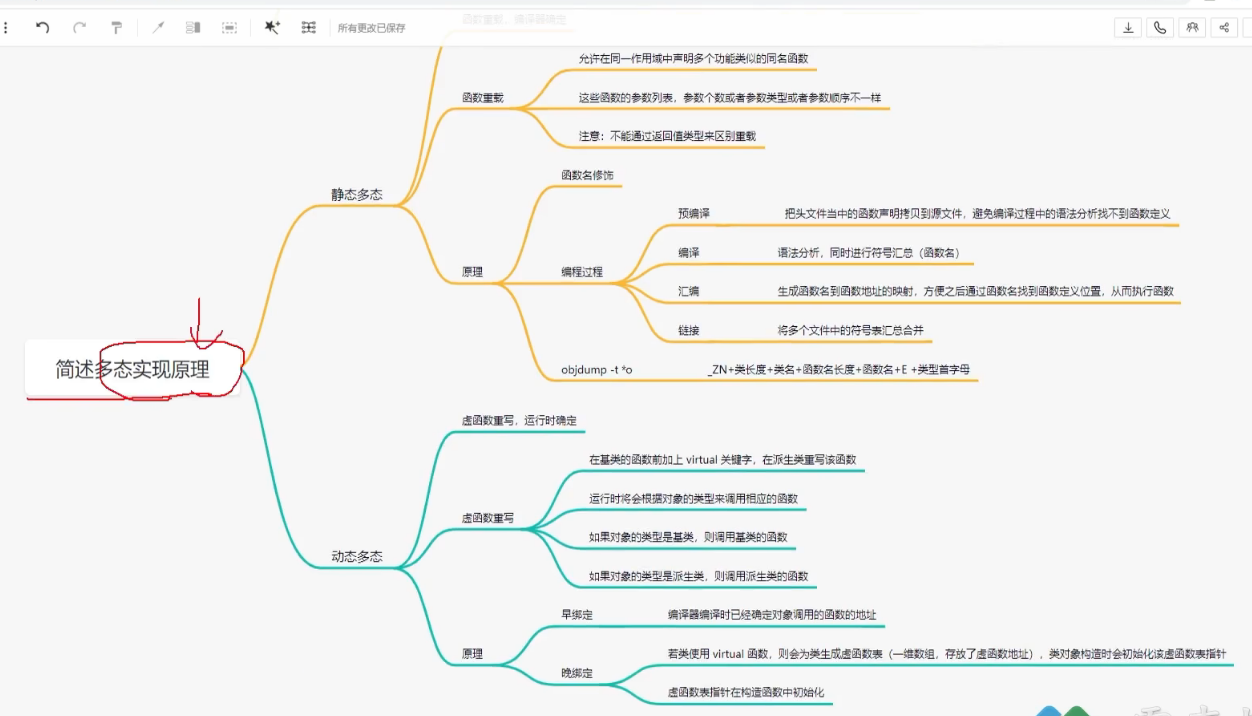 所有更改已保存
函数重载，编译器确定
允许在同一作用域中声明多个功能类似的同名函数
函数重载
这些函数的参数列表，参数个数或者参数类型或者参数顺序不一样
注意：不能通过返回值类型来区别重载
静态多态
函数名修饰
预编译
把头文件当中的函数声明拷贝到源文件，避免编译过程中的语法分析找不到函数定义
编译
语法分析，同时进行符号汇总（函数名）
原理
编程过程
汇编
生成函数名到函数地址的映射，方便之后通过函数名找到函数定义位置，从而执行函数
链接
将多个文件中的符号表汇总合并
objdump -t *o
_ZN+类长度+类名+函数名长度+函数名+E +类型首字母
简述多态实现原理
虚函数重写，运行时确定
在基类的函数前加上 virtual 关键字，在派生类重写该函数
运行时将会根据对象的类型来调用相应的函数
虚函数重写
如果对象的类型是基类，则调用基类的函数
如果对象的类型是派生类，则调用派生类的函数
动态多态
早绑定
编译器编译时已经确定对象调用的函数的地址
原理
若类使用 virtual 函数，则会为类生成虚函数表（一维数组，存放了虚函数地址），类对象构造时会初始化该虚函数表指针
晚绑定
虚函数表指针在构造函数中初始化